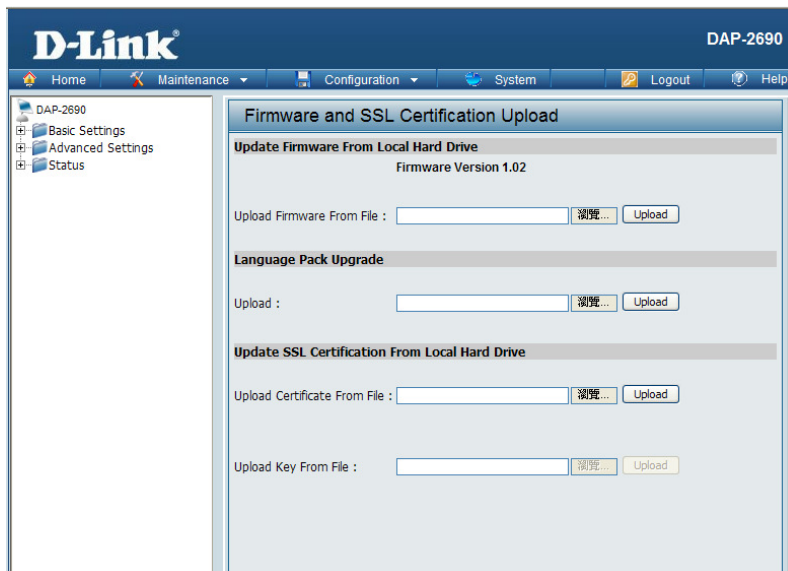 D-Link
DAP-2690
Home
Maintenance
Configuration
System
Logout
Help
DAP-2690
Basic Settings
Advanced Settings
Status
Firmware and SSL Certification Upload
Update Firmware From Local Hard Drive
Firmware Version 1.02
Upload Firmware From File : 瀏覽... Upload
Language Pack Upgrade
Upload : 瀏覽... Upload
Update SSL Certification From Local Hard Drive
Upload Certificate From File : 瀏覽... Upload
Upload Key From File : 瀏覽... Upload